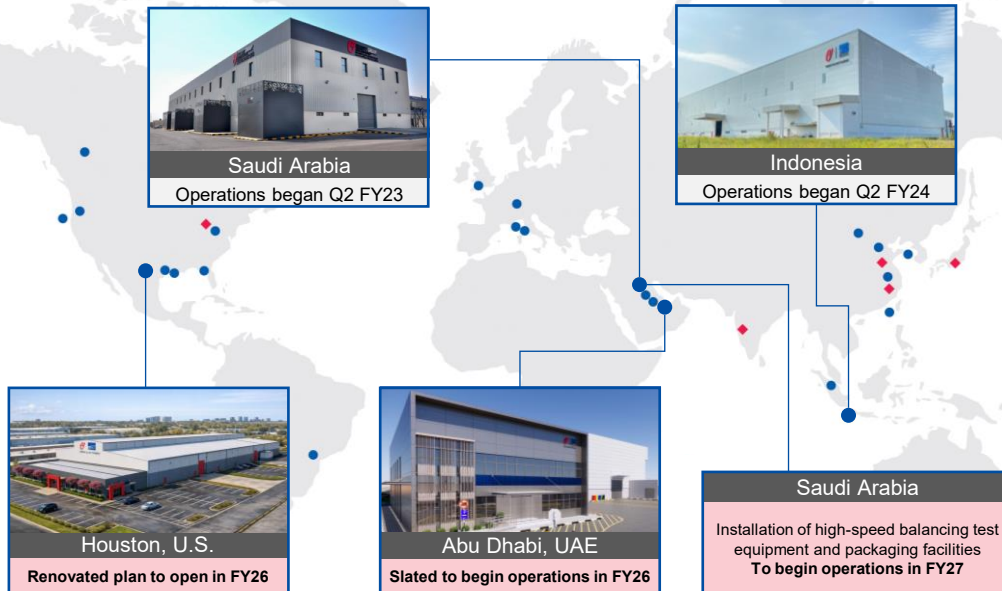 Saudi Arabia
Operations began Q2 FY23
Indonesia
Operations began Q2 FY24
Houston, U.S.
Renovated plan to open in FY26
Abu Dhabi, UAE
Slated to begin operations in FY26
Saudi Arabia
Installation of high-speed balancing test
equipment and packaging facilities
To begin operations in FY27